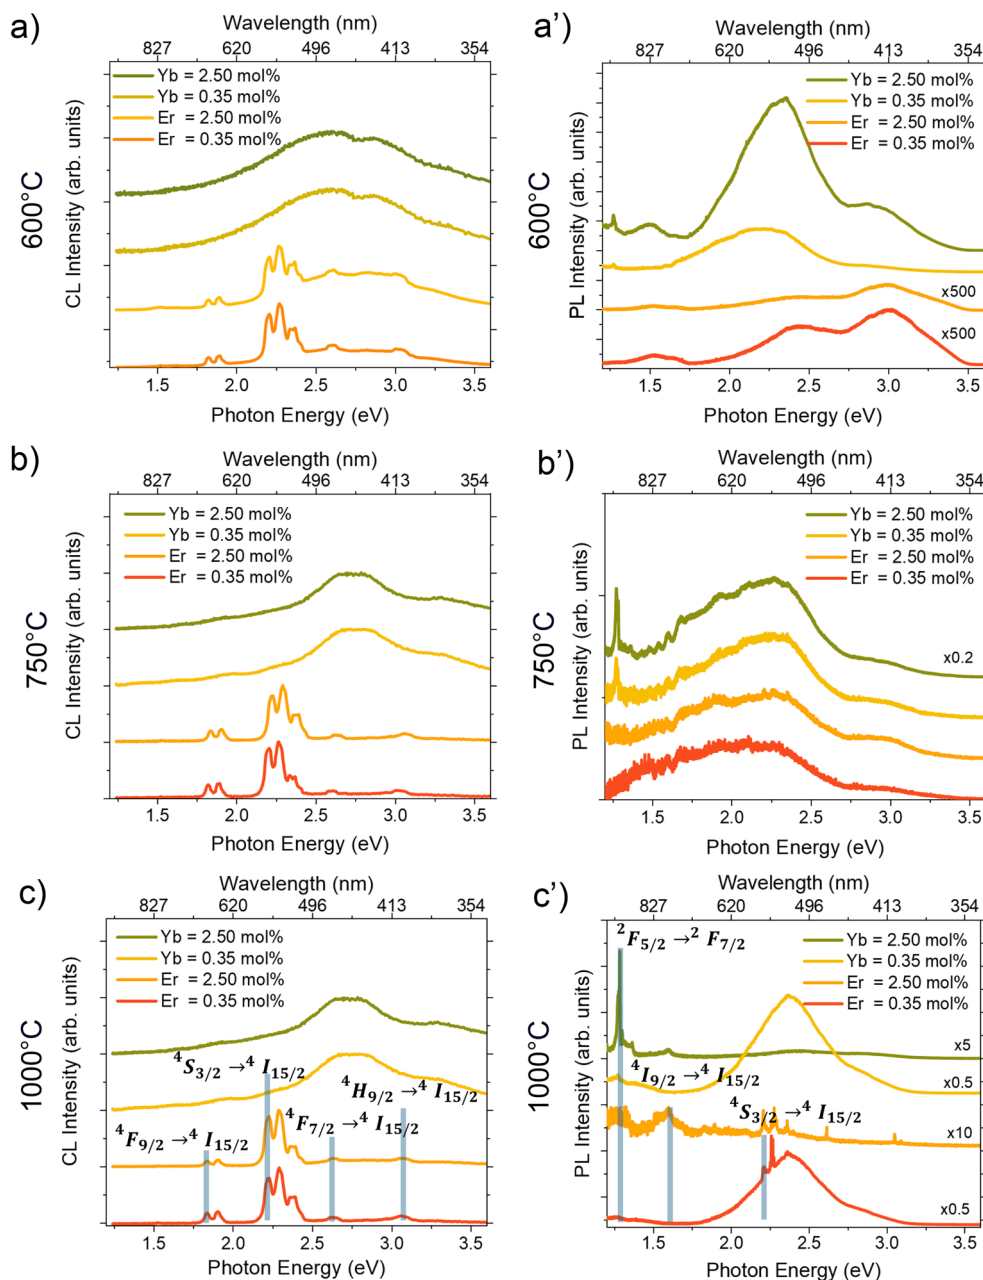 a)
Wavelength (nm)
827 620 496 413 354
Yb = 2.50 mol%
Yb = 0.35 mol%
Er = 2.50 mol%
Er = 0.35 mol%
600°C
CL Intensity (arb. units)
1.5 2.0 2.5 3.0 3.5
Photon Energy (eV)
a')
Wavelength (nm)
827 620 496 413 354
Yb = 2.50 mol%
Yb = 0.35 mol%
Er = 2.50 mol%
Er = 0.35 mol%
x500
x500
600°C
PL Intensity (arb. units)
1.5 2.0 2.5 3.0 3.5
Photon Energy (eV)
b)
Wavelength (nm)
827 620 496 413 354
Yb = 2.50 mol%
Yb = 0.35 mol%
Er = 2.50 mol%
Er = 0.35 mol%
750°C
CL Intensity (arb. units)
1.5 2.0 2.5 3.0 3.5
Photon Energy (eV)
b')
Wavelength (nm)
827 620 496 413 354
Yb = 2.50 mol%
Yb = 0.35 mol%
Er = 2.50 mol%
Er = 0.35 mol%
x0.2
750°C
PL Intensity (arb. units)
1.5 2.0 2.5 3.0 3.5
Photon Energy (eV)
c)
Wavelength (nm)
827 620 496 413 354
Yb = 2.50 mol%
Yb = 0.35 mol%
Er = 2.50 mol%
Er = 0.35 mol%
⁴S₃/₂ →⁴ I₁₅/₂
⁴H₉/₂ →⁴ I₁₅/₂
⁴F₇/₂ →⁴ I₁₅/₂
⁴F₉/₂ →⁴ I₁₅/₂
1000°C
CL Intensity (arb. units)
1.5 2.0 2.5 3.0 3.5
Photon Energy (eV)
c')
Wavelength (nm)
827 620 496 413 354
²F₅/₂ →² F₇/₂
Yb = 2.50 mol%
Yb = 0.35 mol%
Er = 2.50 mol%
Er = 0.35 mol%
x5
⁴I₉/₂ →⁴ I₁₅/₂
x0.5
⁴S₃/₂ →⁴ I₁₅/₂
x10
x0.5
1000°C
PL Intensity (arb. units)
1.5 2.0 2.5 3.0 3.5
Photon Energy (eV)